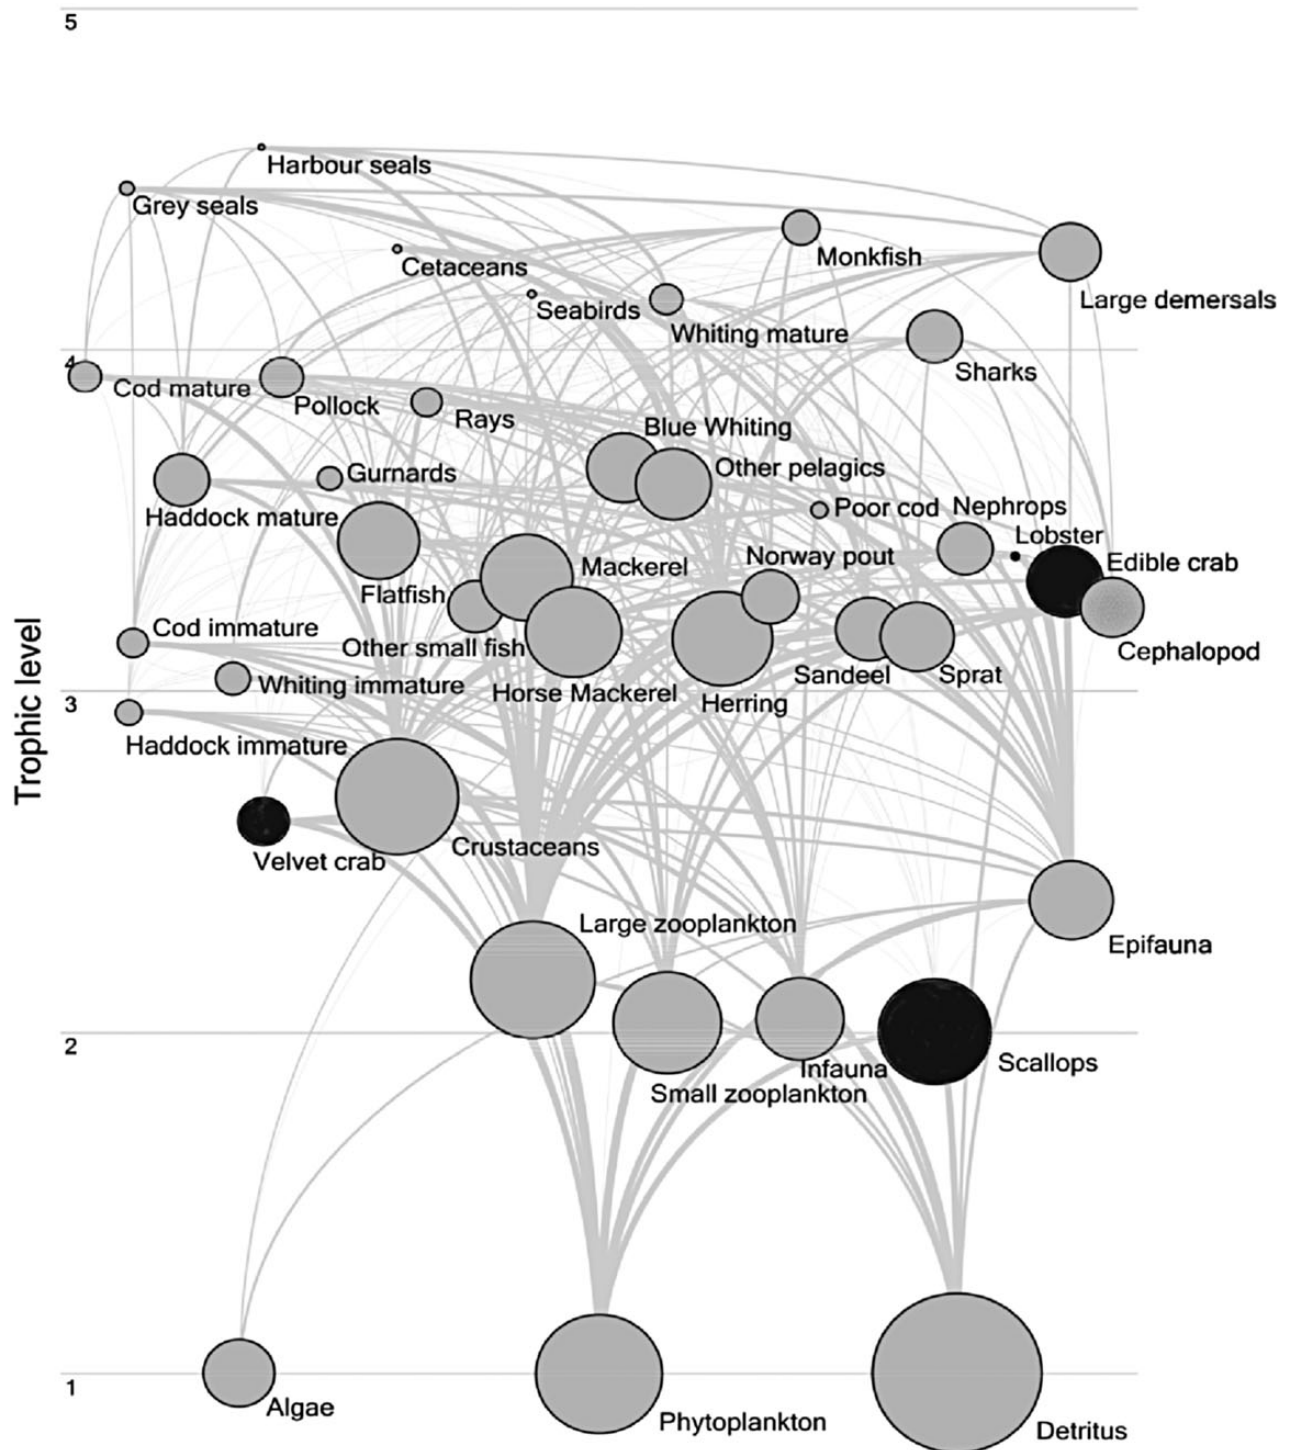 5
Harbour seals
Grey seals
Monkfish
Cetaceans
Large demersals
Seabirds
Whiting mature
4
Sharks
Cod mature
Pollock
Rays
Blue Whiting
Other pelagics
Gurnards
Poor cod
Nephrops
Haddock mature
Lobster
Norway pout
Edible crab
Mackerel
Flatfish
Cod immature
Other small fish
Cephalopod
Sandeel
Sprat
Whiting immature
Horse Mackerel
Herring
3
Trophic level
Haddock immature
Crustaceans
Velvet crab
Large zooplankton
Epifauna
2
Scallops
Infauna
Small zooplankton
1
Algae
Phytoplankton
Detritus